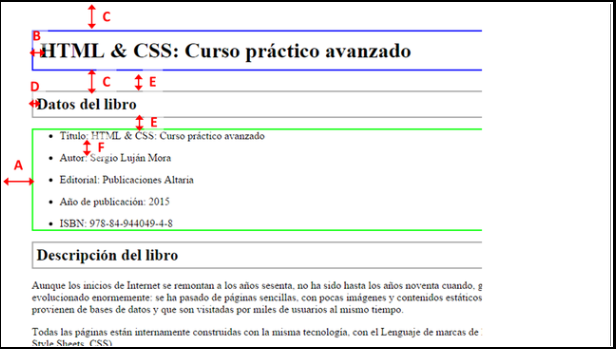 C
B
HTML & CSS: Curso práctico avanzado
C E
D
Datos del libro
E
Título: HTML & CSS: Curso práctico avanzado
F
Autor: Sergio Luján Mora
A
Editorial: Publicaciones Altaria
Año de publicación: 2015
ISBN: 978-84-944049-4-8
Descripción del libro
Aunque los inicios de Internet se remontan a los años sesenta, no ha sido hasta los años noventa cuando, g
evolucionado enormemente: se ha pasado de páginas sencillas, con pocas imágenes y contenidos estáticos
provienen de bases de datos y que son visitadas por miles de usuarios al mismo tiempo.
Todas las páginas están internamente construidas con la misma tecnología, con el Lenguaje de marcas de
Style Sheets, CSS)